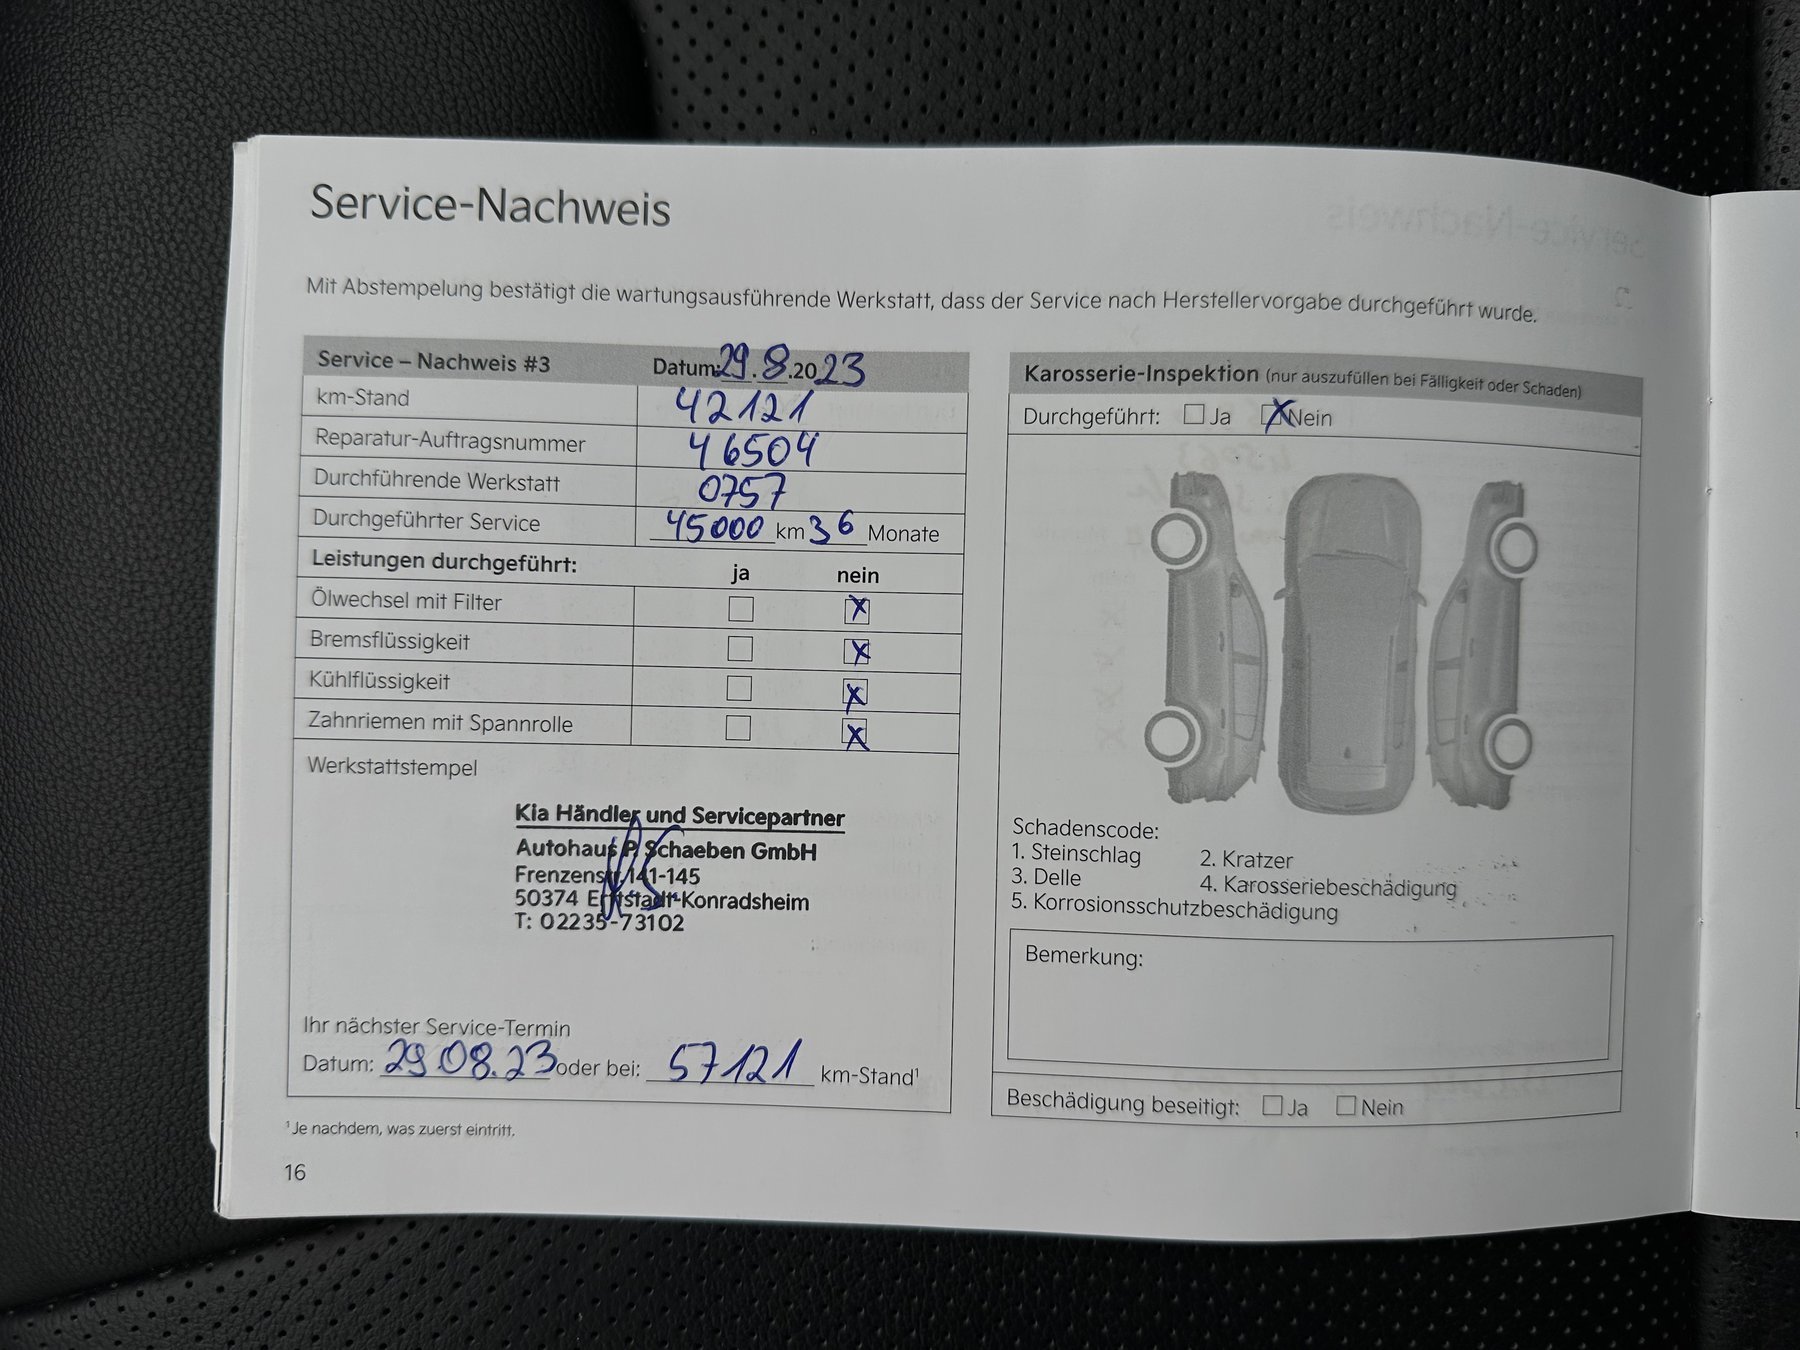 Service-Nachweis
Mit Abstempelung bestätigt die wartungsausführende Werkstatt, dass der Service nach Herstellervorgabe durchgeführt wurde.
Service – Nachweis #3 Datum: 29.8.2023
km-Stand 42121
Reparatur-Auftragsnummer 46504
Durchführende Werkstatt 0757
Durchgeführter Service 45000 km 36 Monate
Leistungen durchgeführt: ja nein
Ölwechsel mit Filter X
Bremsflüssigkeit X
Kühlflüssigkeit X
Zahnriemen mit Spannrolle X
Werkstattstempel
Kia Händler und Servicepartner
Autohaus P. Schaeben GmbH
Frenzenstr. 141-145
50374 Erftstadt-Konradsheim
T: 02235-73102
Ihr nächster Service-Termin
Datum: 29.08.23 oder bei: 57121 km-Stand¹
¹Je nachdem, was zuerst eintritt.
16
Karosserie-Inspektion (nur auszufüllen bei Fälligkeit oder Schaden)
Durchgeführt: Ja X Nein
Schadenscode:
1. Steinschlag 2. Kratzer
3. Delle 4. Karosseriebeschädigung
5. Korrosionsschutzbeschädigung
Bemerkung:
Beschädigung beseitigt: Ja Nein